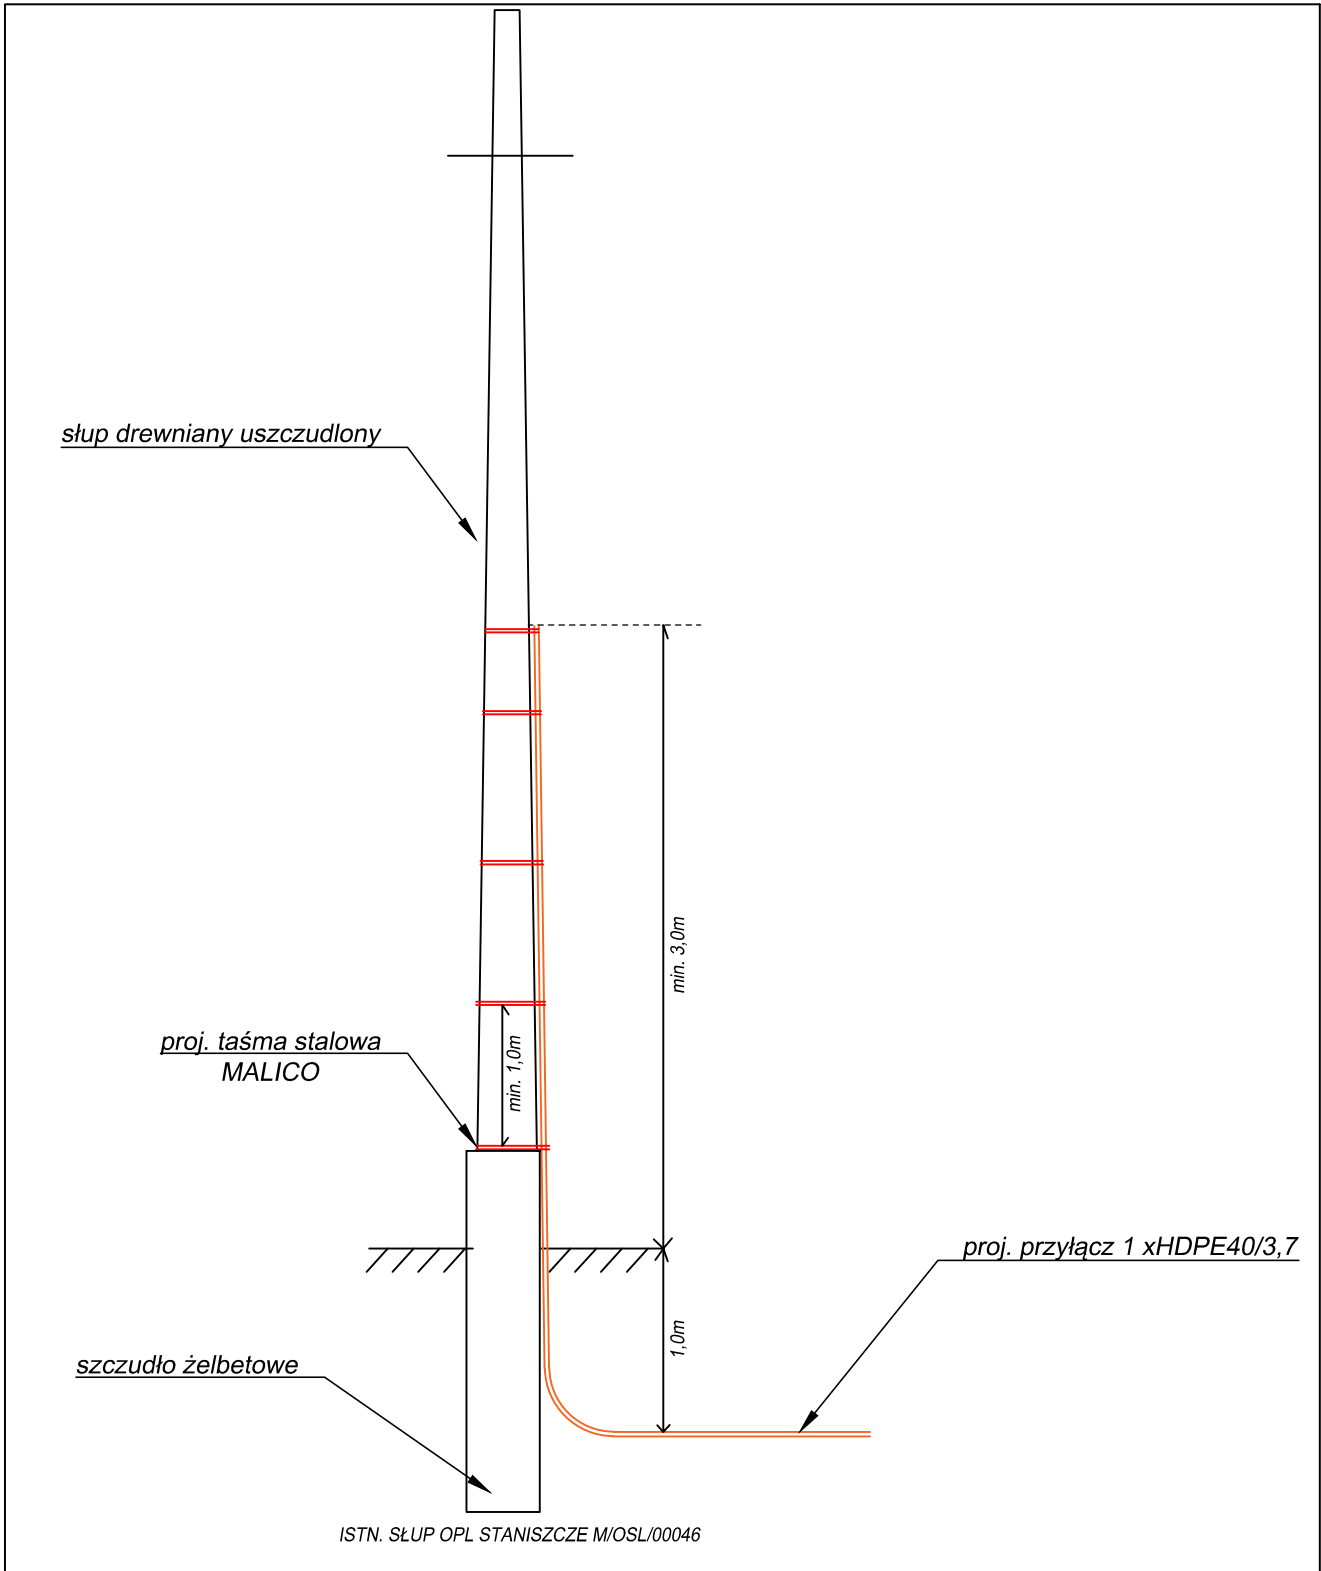 słup drewniany uszczudlony
min. 3,0m
proj. taśma stalowa
MALICO
min. 1,0m
proj. przyłącz 1 xHDPE40/3,7
1,0m
szczudło żelbetowe
ISTN. SŁUP OPL STANISZCZE M/OSL/00046